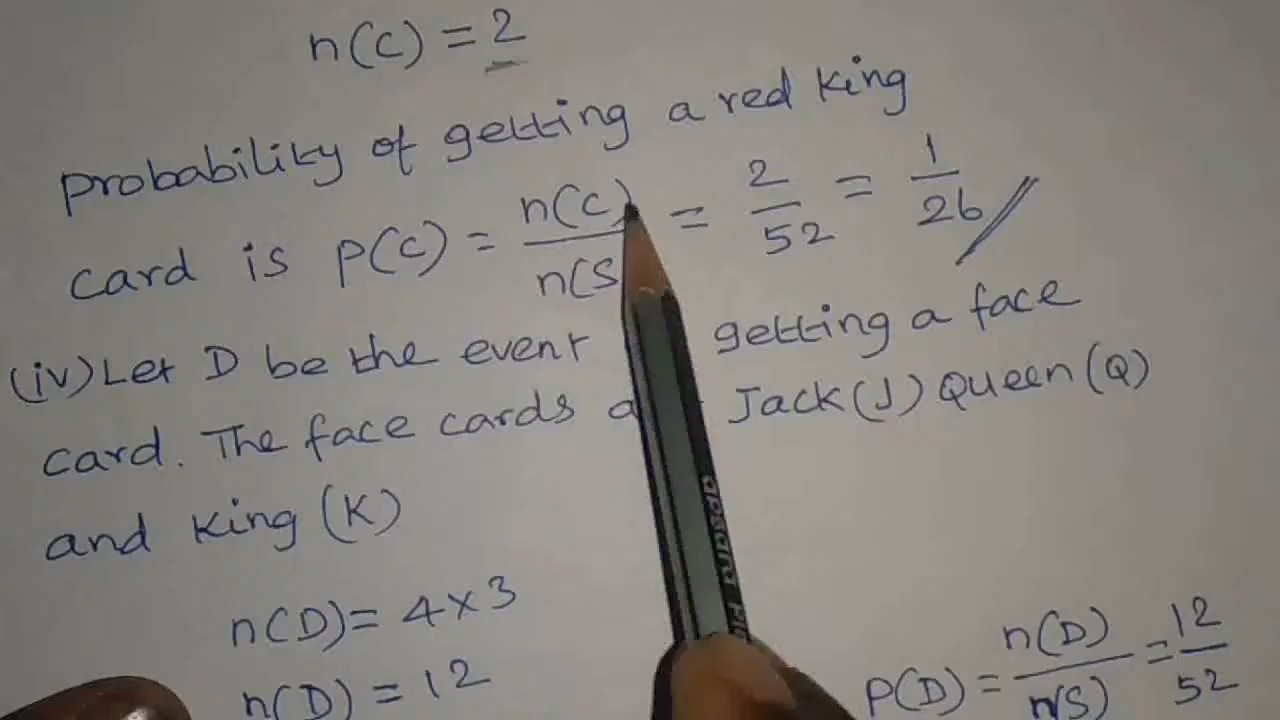 n(C) = 2
probability of getting a red king
card is P(C) = n(C)/n(S = 2/52 = 1/26 //
(iv) Let D be the event getting a face
card. The face cards a Jack (J) Queen (Q)
and King (K)
n(D) = 4 × 3
n(D) = 12
P(D) = n(D)/n(S) = 12/52
apsara